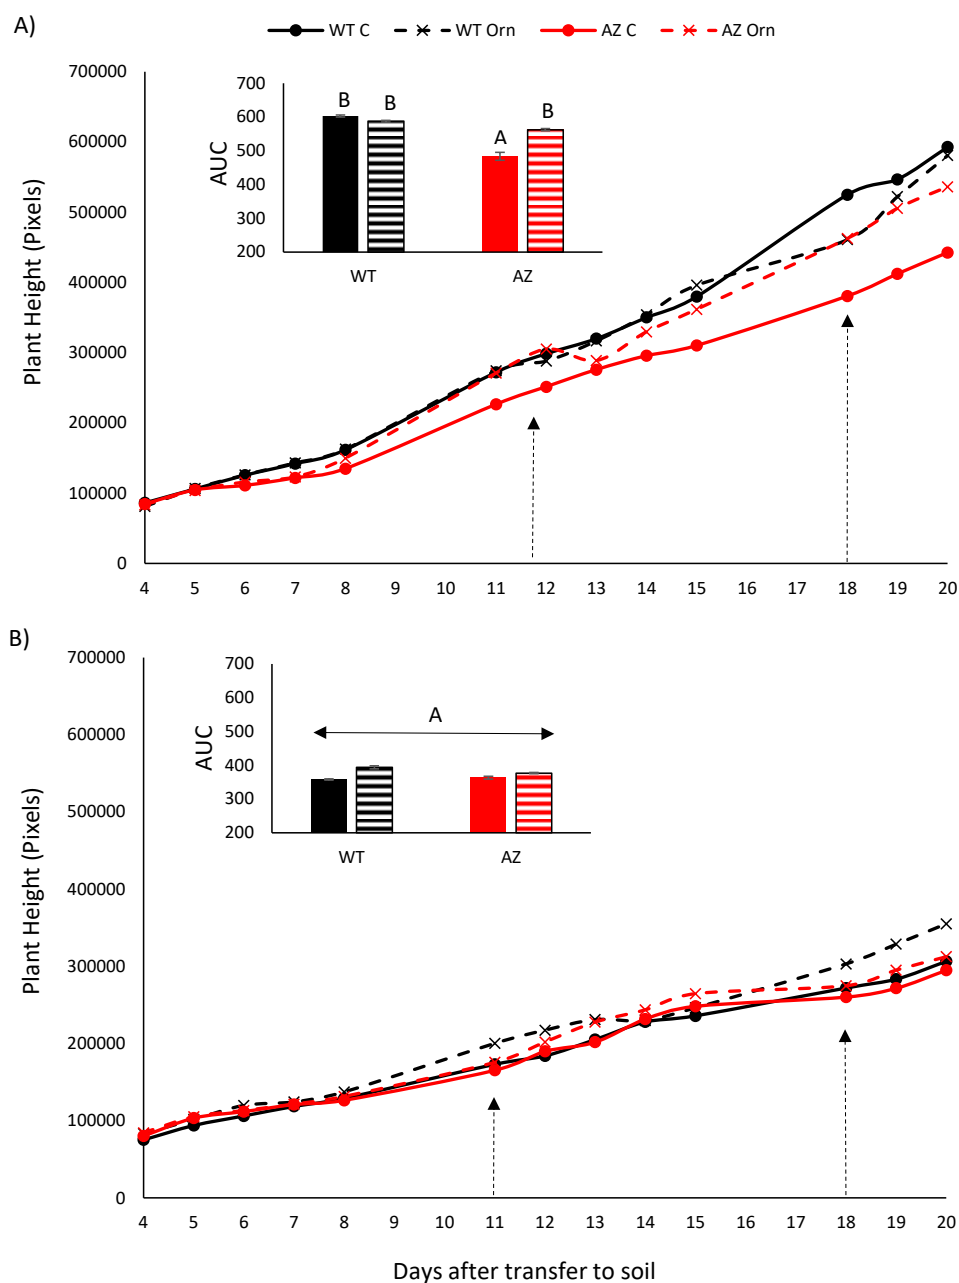 A)
WT C WT Orn AZ C AZ Orn
Plant Height (Pixels)
700000
600000
500000
400000
300000
200000
100000
0
4 5 6 7 8 9 10 11 12 13 14 15 16 17 18 19 20
AUC
700
600
500
400
300
200
B B A B
WT AZ
B)
Plant Height (Pixels)
700000
600000
500000
400000
300000
200000
100000
0
4 5 6 7 8 9 10 11 12 13 14 15 16 17 18 19 20
AUC
700
600
500
400
300
200
A
WT AZ
Days after transfer to soil